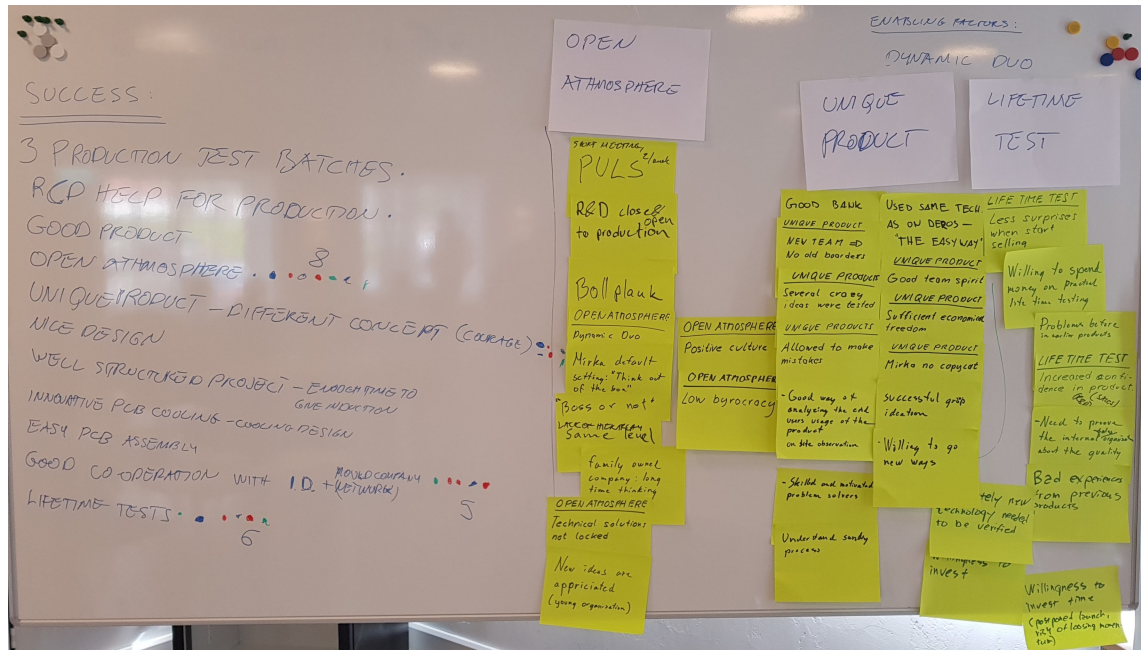 SUCCESS:
3 PRODUCTION TEST BATCHES.
R&D HELP FOR PRODUCTION.
GOOD PRODUCT
OPEN ATHMOSPHERE. 8
UNIQUE PRODUCT - DIFFERENT CONCEPT (COURAGE)
NICE DESIGN
WELL STRUCTURED PROJECT - ENOUGH TIME TO
GIVE INDUCTION
INNOVATIVE PCB COOLING - COOLING DESIGN
EASY PCB ASSEMBLY
GOOD CO-OPERATION WITH I.D. + MOULD COMPANY
(NETWORK)
5
LIFETIME TESTS
6
OPEN
ATHMOSPHERE
START MEETING,
PULS 2/week
R&D close & open
to production
Bollplank
OPEN ATMOSPHERE
Dynamic Duo
Mirka default
setting: "Think out
of the box"
"Boss or not"
LACK OF HIERARCHY
Same level
family owned
company: long
time thinking
OPEN ATMOSPHERE
Technical solutions
not locked
New ideas are
appriciated
(young organisation)
OPEN ATMOSPHERE
Positive culture
OPEN ATMOSPHERE
Low byrocracy
ENABLING FACTORS:
DYNAMIC DUO
UNIQUE
PRODUCT
GOOD BANK
UNIQUE PRODUCT
NEW TEAM ⇒
No old boarders
UNIQUE PRODUCTS
Several crazy
ideas were tested
UNIQUE PRODUCTS
Allowed to make
mistakes
- Good way of
analyzing the end
users usage of the
product
on site observation
- Skilled and motivated
problem solvers
Understand sanding
process
USED SAME TECH.
AS ON DEROS -
"THE EASY WAY"
UNIQUE PRODUCT
Good team spirit
UNIQUE PRODUCT
Sufficient economical
freedom
UNIQUE PRODUCT
Mirka no copycat
successful group
ideation
- Willing to go
new ways
LIFETIME
TEST
LIFE TIME TEST
Less surprises
when start
selling
Willing to spend
money on practical
life time testing
Problems before
in earlier products
LIFE TIME TEST
Increased confi-
dence in product
- Need to prove
the internal organisation
about the quality
Bad experiences
from previous
products
tely new
technology needed
to be verified
invest
Willingness to
invest time
(postponed launch,
risk of loosing momen-
tum)